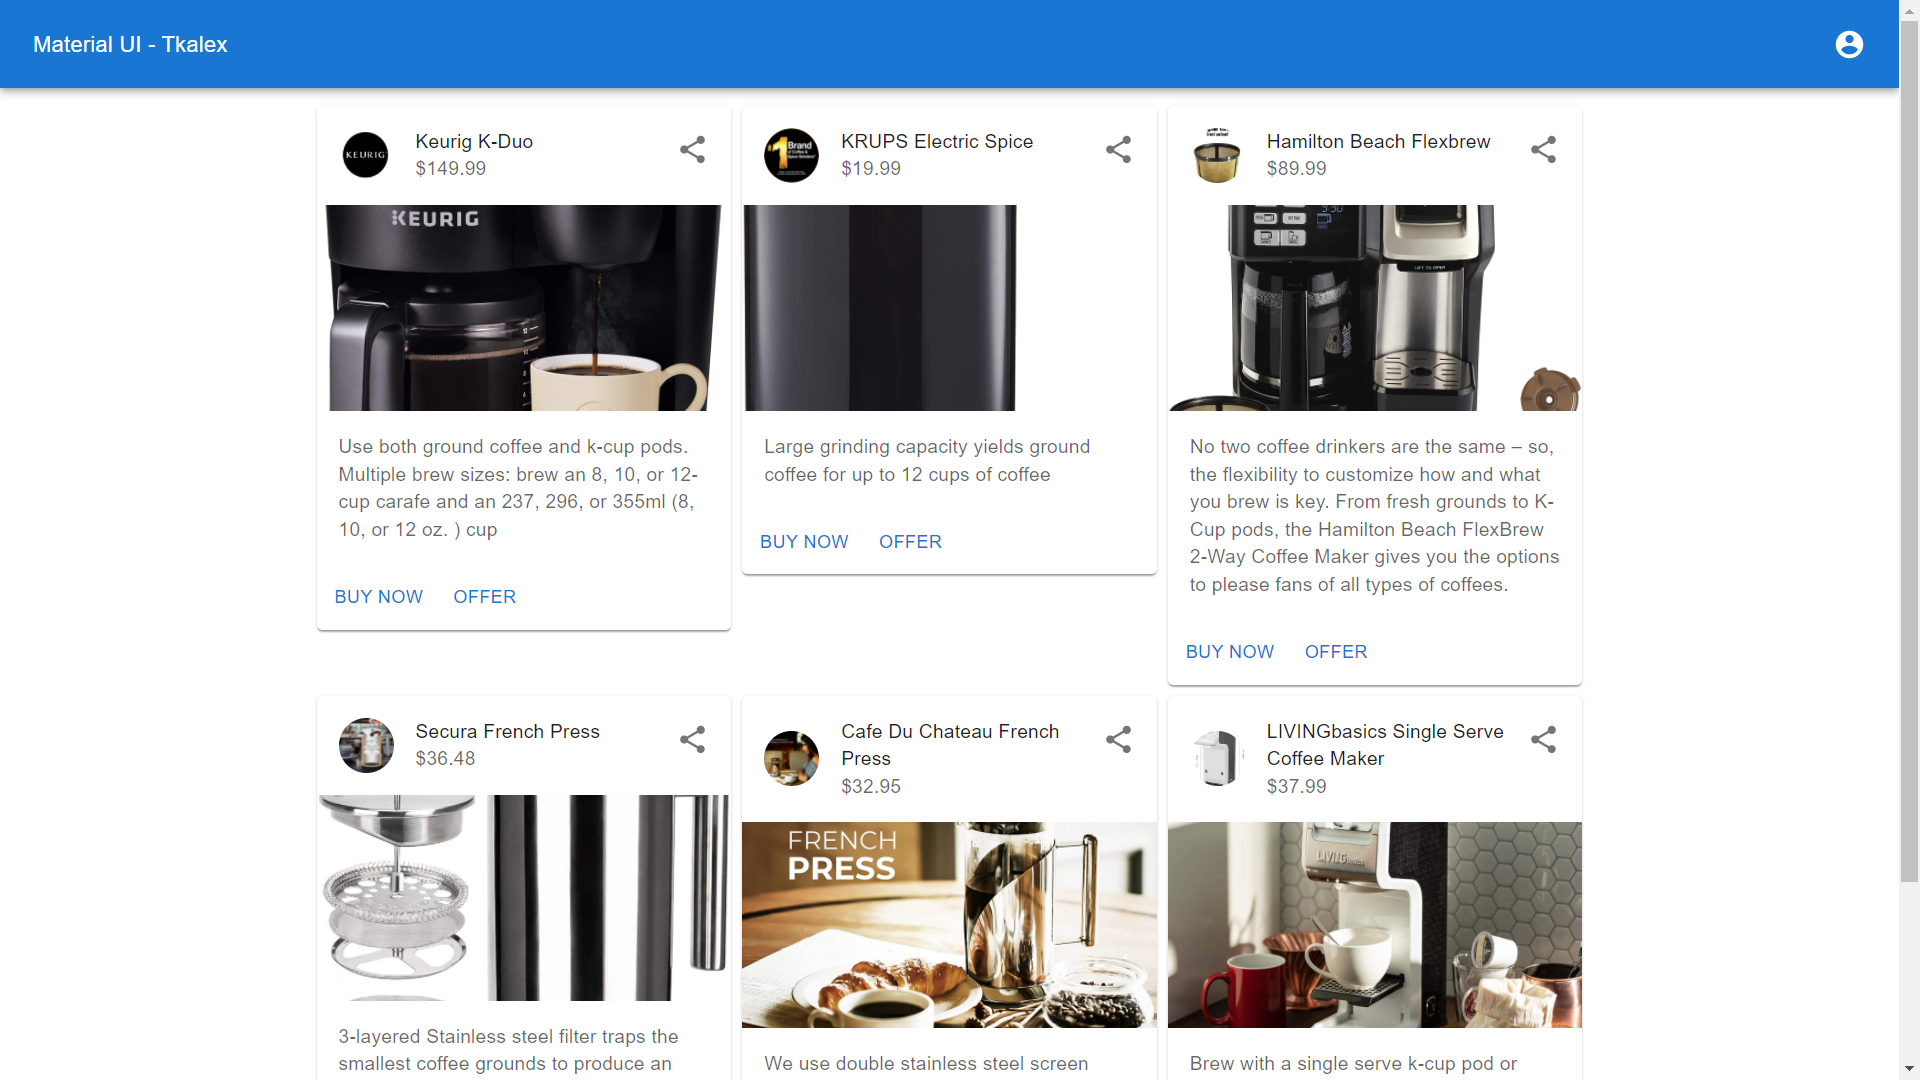 Material UI - Tkalex
KEURIG
Keurig K-Duo
$149.99
KEURIG
Use both ground coffee and k-cup pods.
Multiple brew sizes: brew an 8, 10, or 12-
cup carafe and an 237, 296, or 355ml (8,
10, or 12 oz. ) cup
BUY NOW
OFFER
#1 Brand
KRUPS Electric Spice
$19.99
Large grinding capacity yields ground
coffee for up to 12 cups of coffee
BUY NOW
OFFER
Hamilton Beach Flexbrew
$89.99
LIFT TO OPEN
No two coffee drinkers are the same – so,
the flexibility to customize how and what
you brew is key. From fresh grounds to K-
Cup pods, the Hamilton Beach FlexBrew
2-Way Coffee Maker gives you the options
to please fans of all types of coffees.
BUY NOW
OFFER
Secura French Press
$36.48
3-layered Stainless steel filter traps the
smallest coffee grounds to produce an
Cafe Du Chateau French
Press
$32.95
FRENCH
PRESS
We use double stainless steel screen
LIVINGbasics Single Serve
Coffee Maker
$37.99
LIVINGbasics
Brew with a single serve k-cup pod or